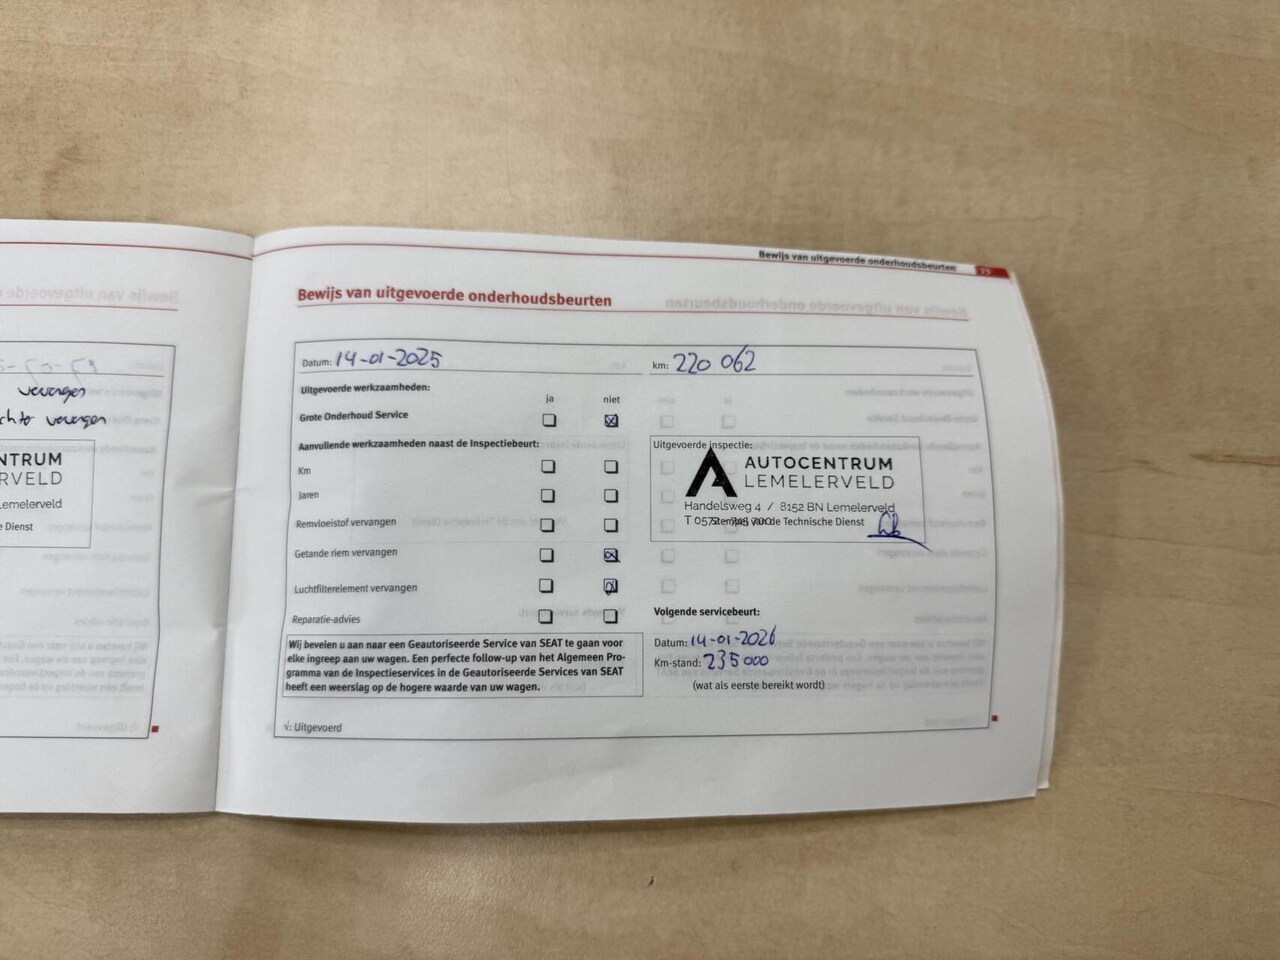 vervangen
vervangen
NTRUM
RVELD
Lemelerveld
e Dienst
Bewijs van uitgevoerde onderhoudsbeurten
Bewijs van uitgevoerde onderhoudsbeurten
Datum: 14-01-2025 km: 220 062
Uitgevoerde werkzaamheden:
ja niet
Grote Onderhoud Service
Aanvullende werkzaamheden naast de Inspectiebeurt:
Km
Jaren
Remvloeistof vervangen
Getande riem vervangen
Luchtfilterelement vervangen
Reparatie-advies
Wij bevelen u aan naar een Geautoriseerde Service van SEAT te gaan voor
elke ingreep aan uw wagen. Een perfecte follow-up van het Algemeen Pro-
gramma van de Inspectieservices in de Geautoriseerde Services van SEAT
heeft een weerslag op de hogere waarde van uw wagen.
√: Uitgevoerd
Uitgevoerde inspectie:
AUTOCENTRUM
LEMELERVELD
Handelsweg 4 / 8152 BN Lemelerveld
Stempel van de Technische Dienst
Volgende servicebeurt:
Datum: 14-01-2026
Km-stand: 235 000
(wat als eerste bereikt wordt)